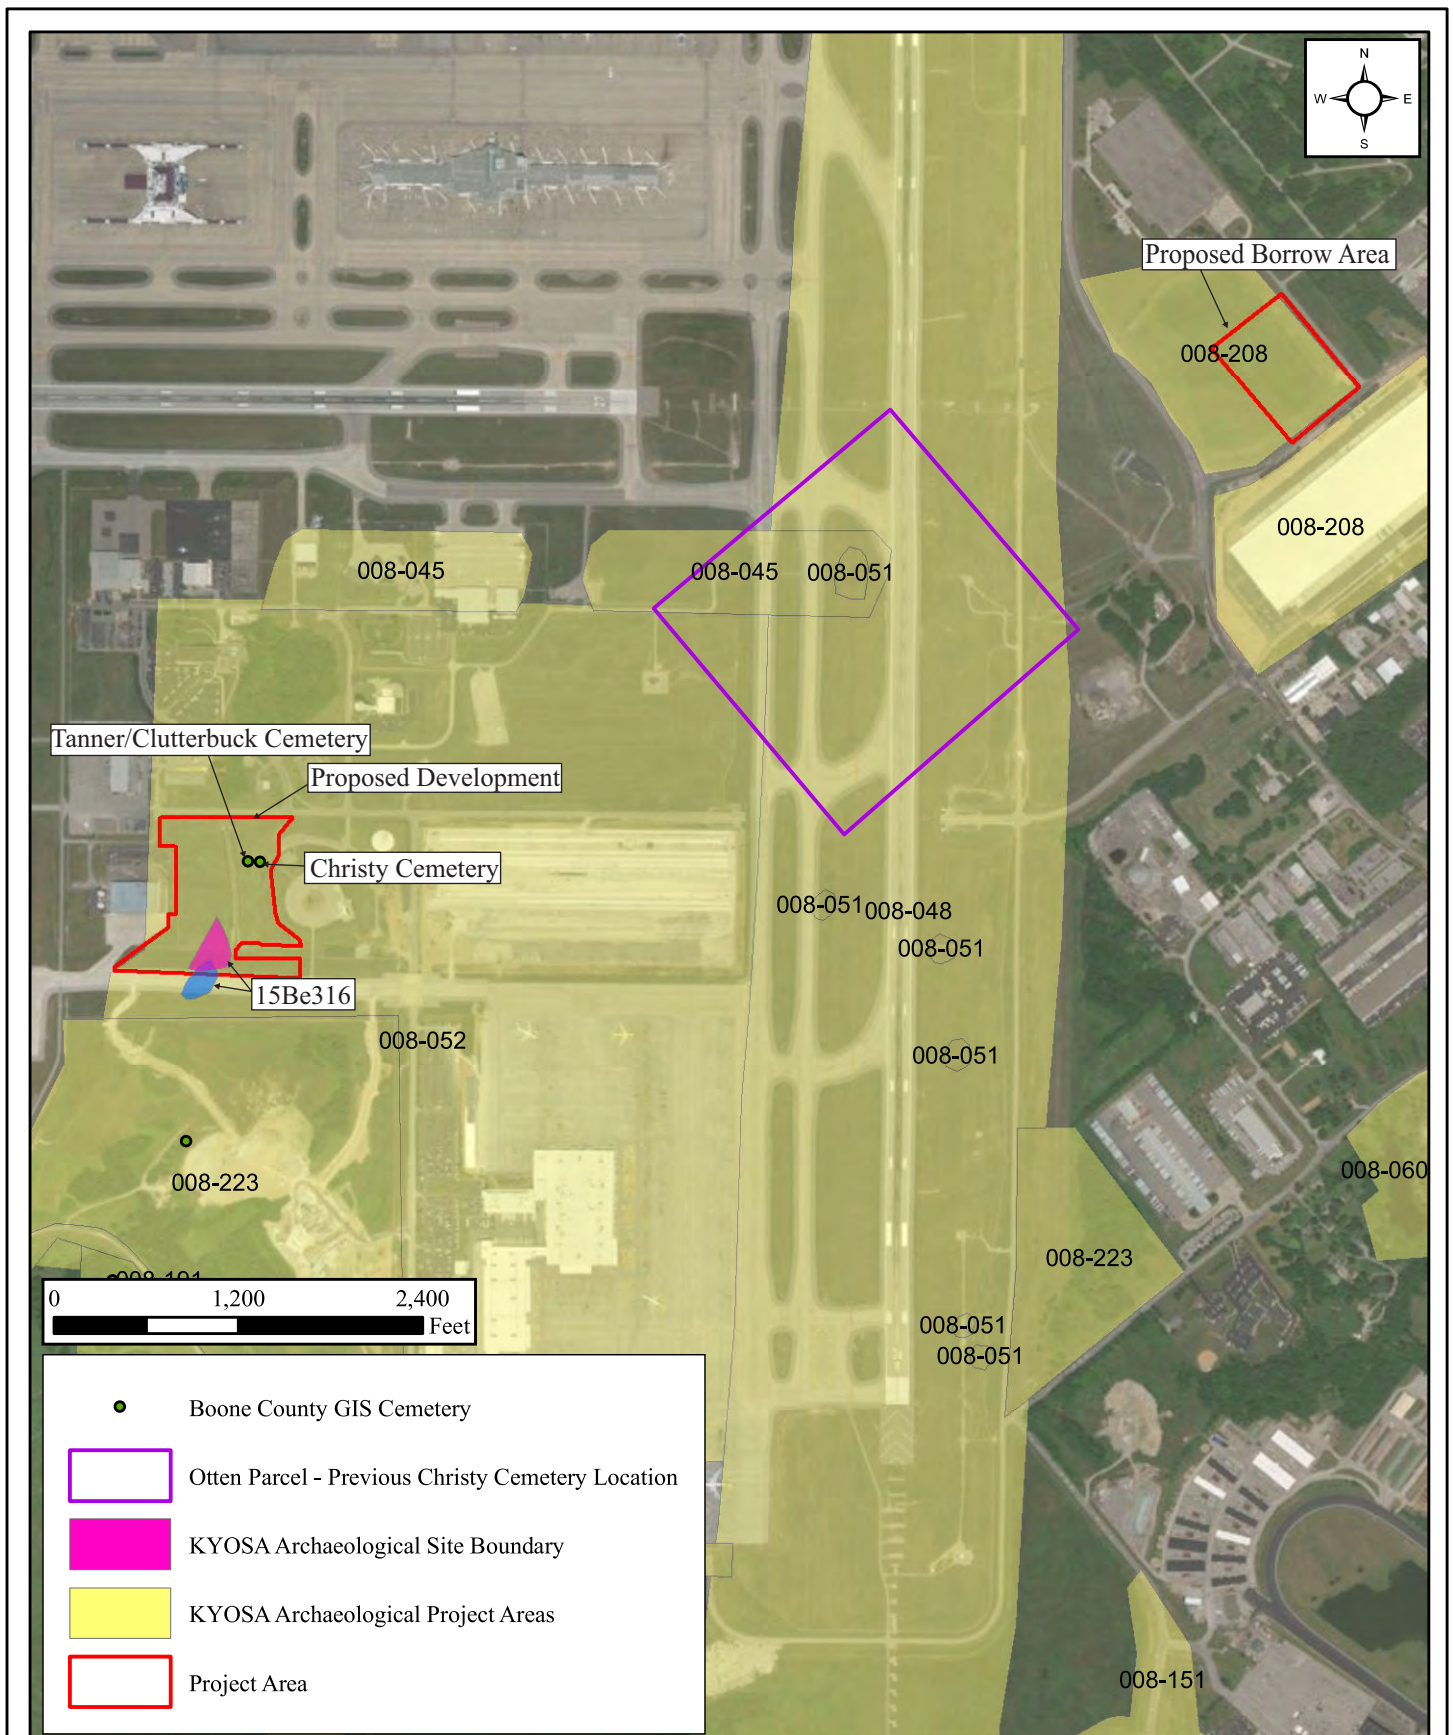 N
W E
S
Proposed Borrow Area
008-208
008-208
008-045
008-045
008-051
Tanner/Clutterbuck Cemetery
Proposed Development
Christy Cemetery
008-051
008-048
008-051
15Be316
008-052
008-051
008-060
008-223
008-223
008-191
0 1,200 2,400
Feet
008-051
008-051
Boone County GIS Cemetery
Otten Parcel - Previous Christy Cemetery Location
KYOSA Archaeological Site Boundary
KYOSA Archaeological Project Areas
Project Area
008-151